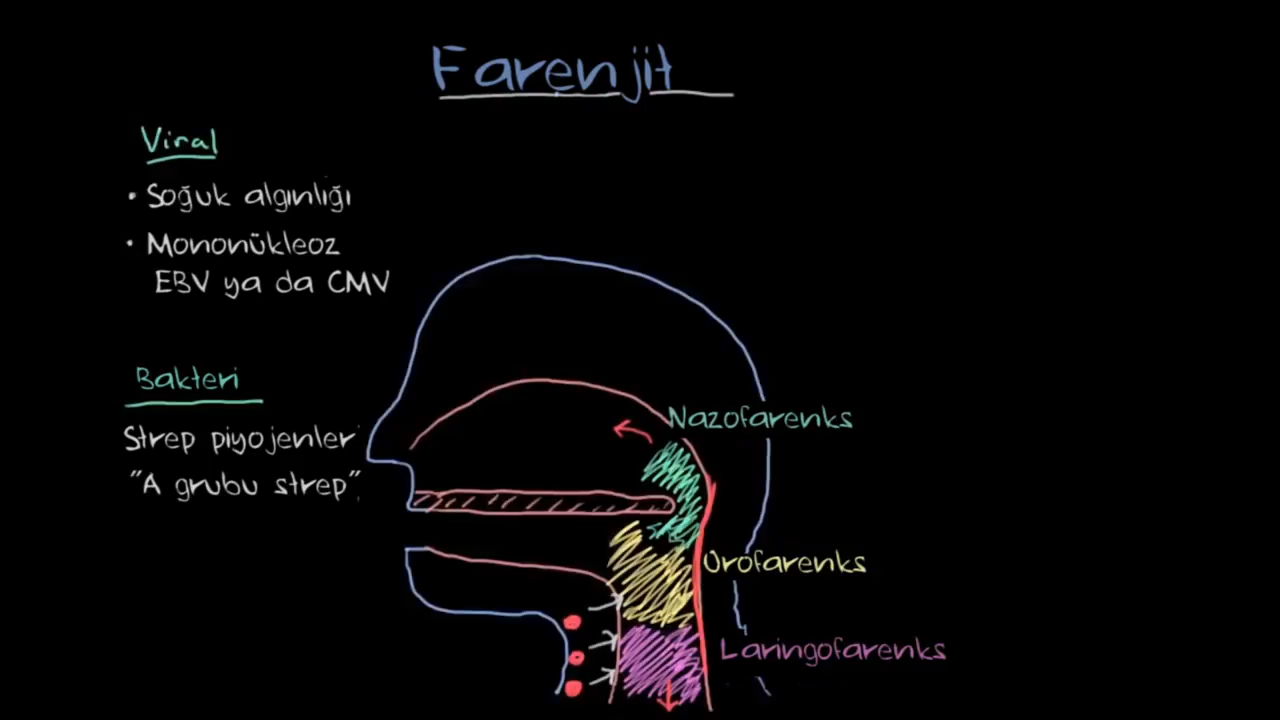 Farenjit
Viral
• Soğuk algınlığı
• Mononükleoz
EBV ya da CMV
Bakteri
Strep piyojenler
"A grubu strep"
Nazofarenks
Orofarenks
Laringofarenks